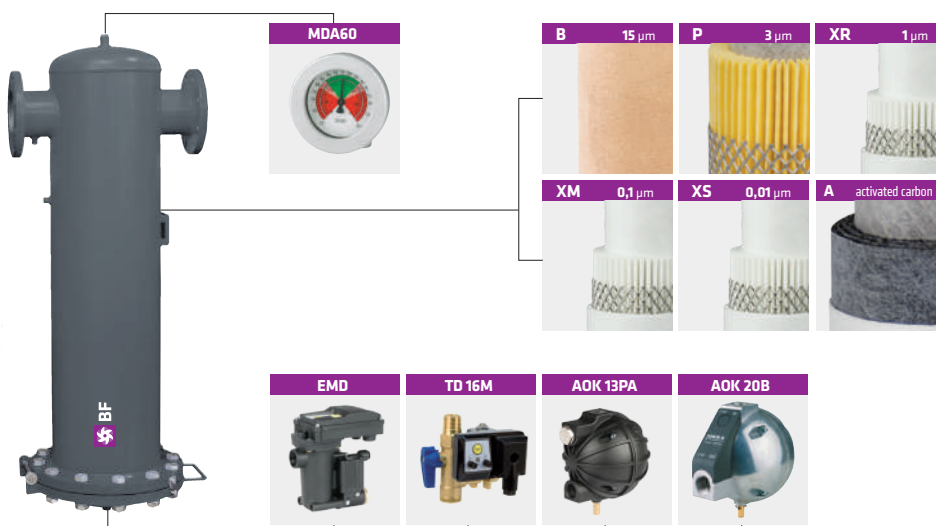 MDA60
B 15 µm
P 3 µm
XR 1 µm
XM 0,1 µm
XS 0,01 µm
A activated carbon
BF
EMD
TD 16M
AOK 13PA
AOK 20B